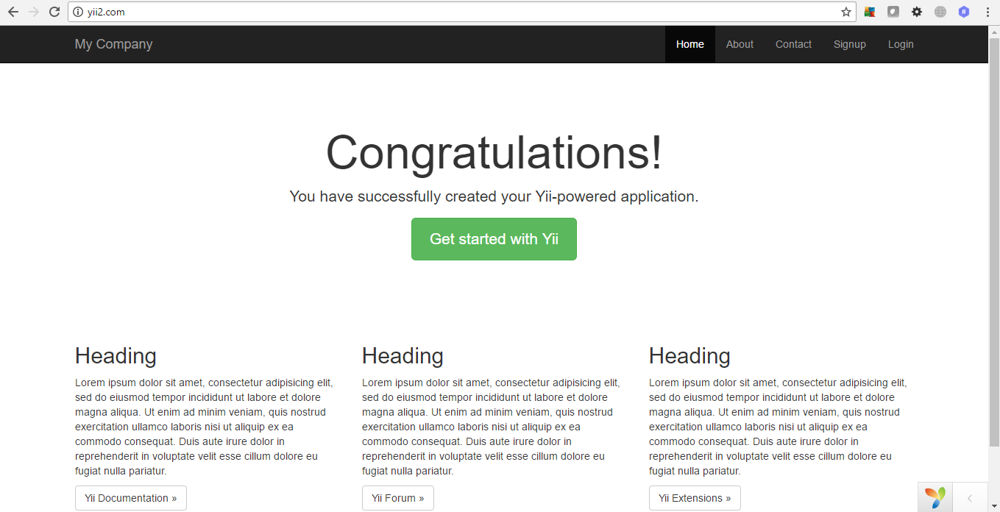 yii2.com
My Company
Home
About
Contact
Signup
Login
Congratulations!
You have successfully created your Yii-powered application.
Get started with Yii
Heading
Lorem ipsum dolor sit amet, consectetur adipisicing elit,
sed do eiusmod tempor incididunt ut labore et dolore
magna aliqua. Ut enim ad minim veniam, quis nostrud
exercitation ullamco laboris nisi ut aliquip ex ea
commodo consequat. Duis aute irure dolor in
reprehenderit in voluptate velit esse cillum dolore eu
fugiat nulla pariatur.
Yii Documentation »
Heading
Lorem ipsum dolor sit amet, consectetur adipisicing elit,
sed do eiusmod tempor incididunt ut labore et dolore
magna aliqua. Ut enim ad minim veniam, quis nostrud
exercitation ullamco laboris nisi ut aliquip ex ea
commodo consequat. Duis aute irure dolor in
reprehenderit in voluptate velit esse cillum dolore eu
fugiat nulla pariatur.
Yii Forum »
Heading
Lorem ipsum dolor sit amet, consectetur adipisicing elit,
sed do eiusmod tempor incididunt ut labore et dolore
magna aliqua. Ut enim ad minim veniam, quis nostrud
exercitation ullamco laboris nisi ut aliquip ex ea
commodo consequat. Duis aute irure dolor in
reprehenderit in voluptate velit esse cillum dolore eu
fugiat nulla pariatur.
Yii Extensions »